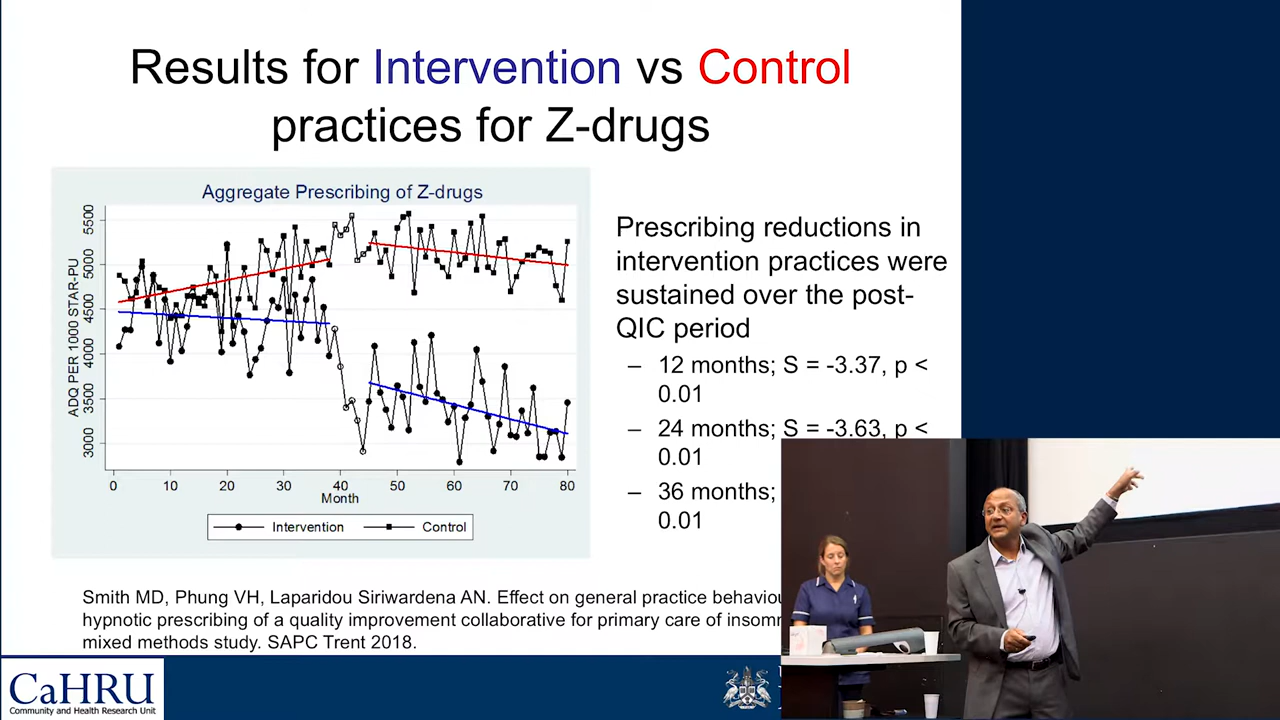 Results for Intervention vs Control
practices for Z-drugs
Aggregate Prescribing of Z-drugs
ADQ PER 1000 STAR-PU
5500
5000
4500
4000
3500
3000
0 10 20 30 40 50 60 70 80
Month
Intervention Control
Prescribing reductions in
intervention practices were
sustained over the post-
QIC period
– 12 months; S = -3.37, p <
0.01
– 24 months; S = -3.63, p <
0.01
– 36 months;
0.01
Smith MD, Phung VH, Laparidou Siriwardena AN. Effect on general practice
hypnotic prescribing of a quality improvement collaborative for primary care of
mixed methods study. SAPC Trent 2018.
CaHRU
Community and Health Research Unit